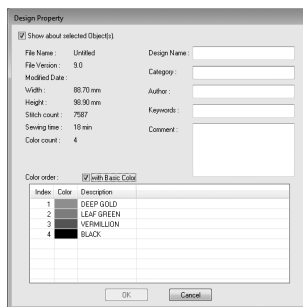 Design Property
Show about selected Object(s).
File Name : Untitled
File Version : 9.0
Modified Date :
Width : 88.70 mm
Height : 98.90 mm
Stitch count : 7587
Sewing time : 18 min
Color count : 4
Design Name :
Category :
Author :
Keywords :
Comment :
Color order : with Basic Color
Index Color Description
1 DEEP GOLD
2 LEAF GREEN
3 VERMILLION
4 BLACK
OK Cancel